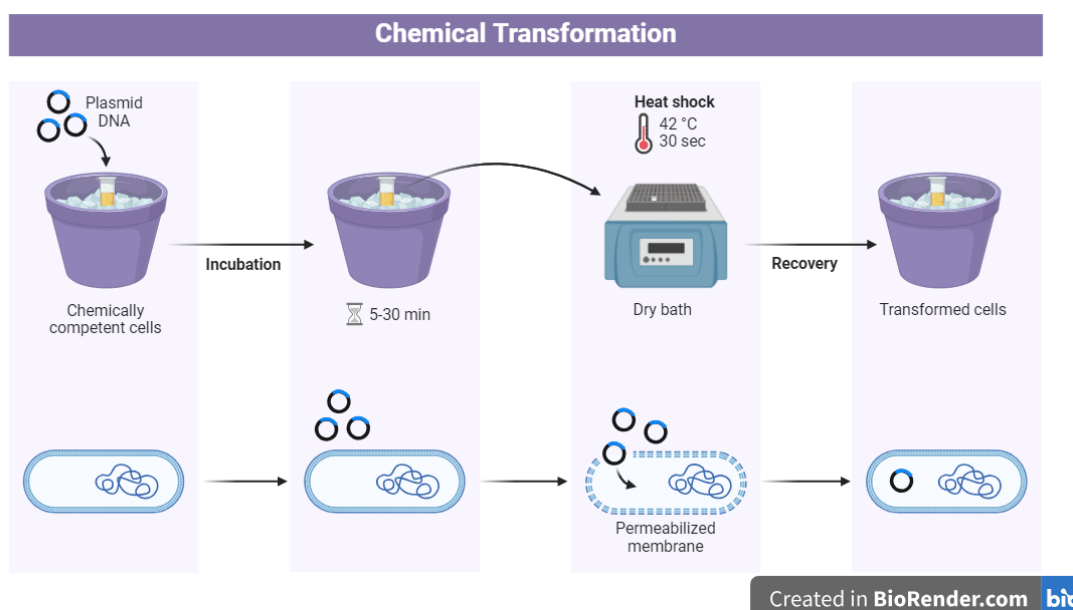 Chemical Transformation
Plasmid
DNA
Chemically
competent cells
Incubation
5-30 min
Heat shock
42 °C
30 sec
Dry bath
Recovery
Transformed cells
Permeabilized
membrane
Created in BioRender.com bio